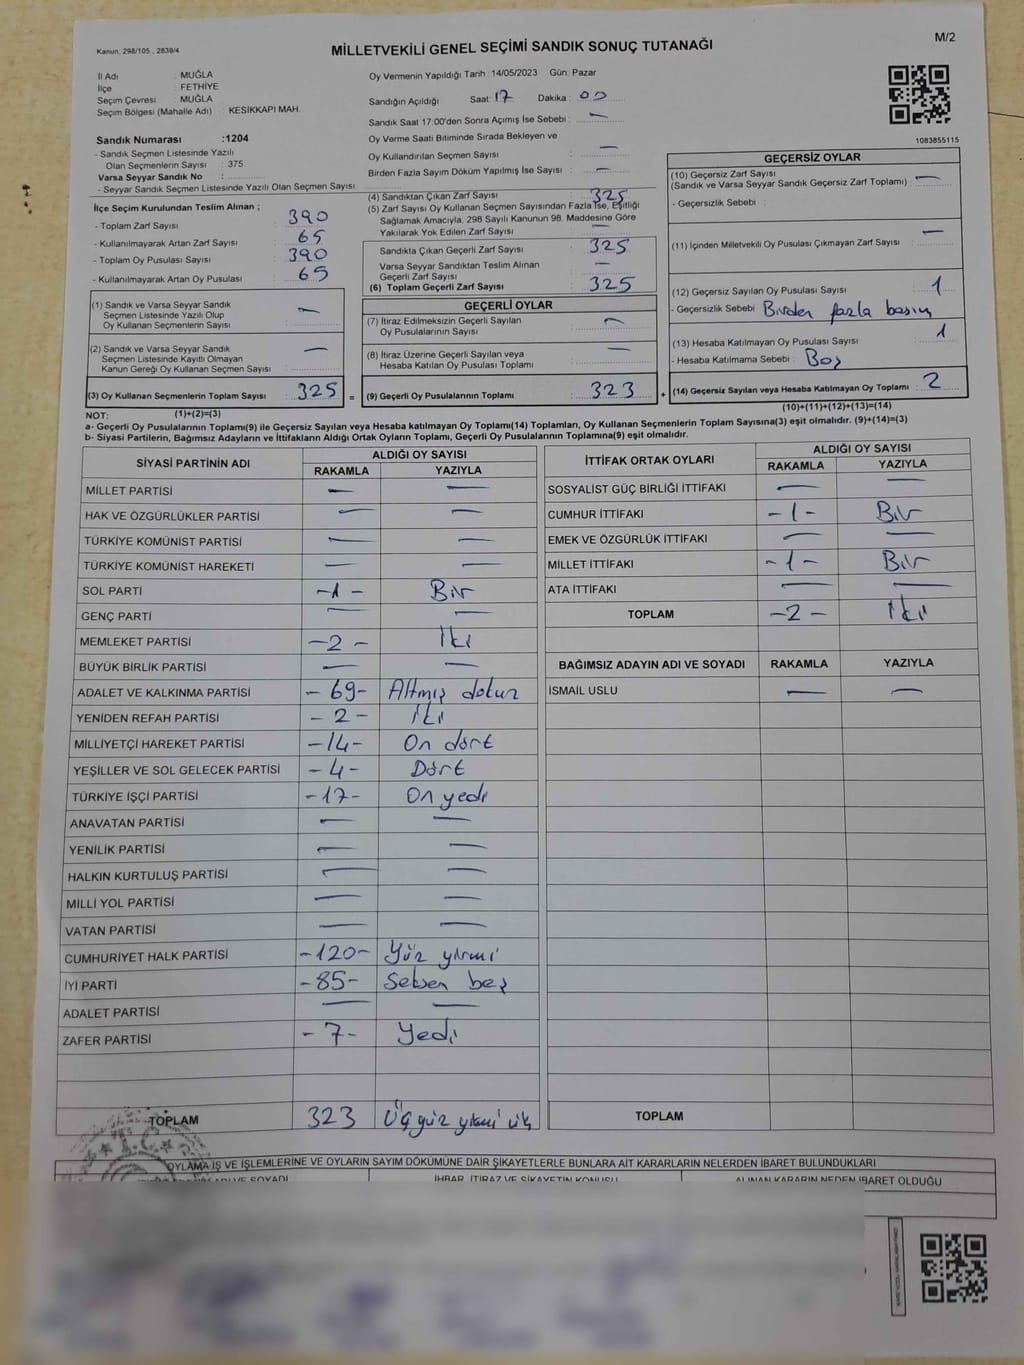 Kanun, 298/105 , 2839/4
MİLLETVEKİLİ GENEL SEÇİMİ SANDIK SONUÇ TUTANAĞI
M/2
İl Adı : MUĞLA
İlçe : FETHİYE
Seçim Çevresi : MUĞLA
Seçim Bölgesi (Mahalle Adı) : KESİKKAPI MAH.
Sandık Numarası :1204
- Sandık Seçmen Listesinde Yazılı
Olan Seçmenlerin Sayısı : 375
Varsa Seyyar Sandık No :
- Seyyar Sandık Seçmen Listesinde Yazılı Olan Seçmen Sayısı
Oy Vermenin Yapıldığı Tarih :14/05/2023 Gün: Pazar
Sandığın Açıldığı Saat: 17 Dakika : 00
Sandık Saat 17:00'den Sonra Açımış İse Sebebi : —
Oy Verme Saati Bitiminde Sırada Bekleyen ve
Oy Kullandırılan Seçmen Sayısı : —
Birden Fazla Sayım Döküm Yapılmış İse Sayısı : —
1083855115
İlçe Seçim Kurulundan Teslim Alınan ;
- Toplam Zarf Sayısı : 390
- Kullanılmayarak Artan Zarf Sayısı : 65
- Toplam Oy Pusulası Sayısı : 390
- Kullanılmayarak Artan Oy Pusulası : 65
(1) Sandık ve Varsa Seyyar Sandık
Seçmen Listesinde Yazılı Olup
Oy Kullanan Seçmenlerin Sayısı : —
(2) Sandık ve Varsa Seyyar Sandık
Seçmen Listesinde Kayıtlı Olmayan
Kanun Gereği Oy Kullanan Seçmen Sayısı : —
(3) Oy Kullanan Seçmenlerin Toplam Sayısı : 325 =
(4) Sandıktan Çıkan Zarf Sayısı : 325
(5) Zarf Sayısı Oy Kullanan Seçmen Sayısından Fazla İse, Eşitliği
Sağlamak Amacıyla; 298 Sayılı Kanunun 98. Maddesine Göre
Yakılarak Yok Edilen Zarf Sayısı : —
Sandıkta Çıkan Geçerli Zarf Sayısı : 325
Varsa Seyyar Sandıktan Teslim Alınan
Geçerli Zarf Sayısı : —
(6) Toplam Geçerli Zarf Sayısı : 325
GEÇERLİ OYLAR
(7) İtiraz Edilmeksizin Geçerli Sayılan
Oy Pusulalarının Sayısı : —
(8) İtiraz Üzerine Geçerli Sayılan veya
Hesaba Katılan Oy Pusulası Toplamı : —
(9) Geçerli Oy Pusulalarının Toplamı : 323 +
GEÇERSİZ OYLAR
(10) Geçersiz Zarf Sayısı
(Sandık ve Varsa Seyyar Sandık Geçersiz Zarf Toplamı) : —
- Geçersizlik Sebebi :
(11) İçinden Milletvekili Oy Pusulası Çıkmayan Zarf Sayısı : —
(12) Geçersiz Sayılan Oy Pusulası Sayısı : 1
- Geçersizlik Sebebi : Birden fazla basım
(13) Hesaba Katılmayan Oy Pusulası Sayısı : 1
- Hesaba Katılmama Sebebi : Boş
(14) Geçersiz Sayılan veya Hesaba Katılmayan Oy Toplamı : 2
NOT: (1)+(2)=(3)
(10)+(11)+(12)+(13)=(14)
a- Geçerli Oy Pusulalarının Toplamı(9) ile Geçersiz Sayılan veya Hesaba katılmayan Oy Toplamı(14) Toplamları, Oy Kullanan Seçmenlerin Toplam Sayısına(3) eşit olmalıdır. (9)+(14)=(3)
b- Siyasi Partilerin, Bağımsız Adayların ve İttifakların Aldığı Ortak Oyların Toplamı, Geçerli Oy Pusulalarının Toplamına(9) eşit olmalıdır.
SİYASİ PARTİNİN ADI ALDIĞI OY SAYISI
RAKAMLA YAZIYLA
MİLLET PARTİSİ — —
HAK VE ÖZGÜRLÜKLER PARTİSİ — —
TÜRKİYE KOMÜNİST PARTİSİ — —
TÜRKİYE KOMÜNİST HAREKETİ — —
SOL PARTİ -1- Bir
GENÇ PARTİ — —
MEMLEKET PARTİSİ -2- İki
BÜYÜK BİRLİK PARTİSİ — —
ADALET VE KALKINMA PARTİSİ -69- Altmış dokuz
YENİDEN REFAH PARTİSİ -2- İki
MİLLİYETÇİ HAREKET PARTİSİ -14- On dört
YEŞİLLER VE SOL GELECEK PARTİSİ -4- Dört
TÜRKİYE İŞÇİ PARTİSİ -17- On yedi
ANAVATAN PARTİSİ — —
YENİLİK PARTİSİ — —
HALKIN KURTULUŞ PARTİSİ — —
MİLLİ YOL PARTİSİ — —
VATAN PARTİSİ — —
CUMHURİYET HALK PARTİSİ -120- Yüz yirmi
İYİ PARTİ -85- Seksen beş
ADALET PARTİSİ — —
ZAFER PARTİSİ -7- Yedi
TOPLAM 323 Üç yüz yirmi üç
İTTİFAK ORTAK OYLARI ALDIĞI OY SAYISI
RAKAMLA YAZIYLA
SOSYALİST GÜÇ BİRLİĞİ İTTİFAKI — —
CUMHUR İTTİFAKI -1- Bir
EMEK VE ÖZGÜRLÜK İTTİFAKI — —
MİLLET İTTİFAKI -1- Bir
ATA İTTİFAKI — —
TOPLAM -2- İki
BAĞIMSIZ ADAYIN ADI VE SOYADI RAKAMLA YAZIYLA
İSMAİL USLU — —
TOPLAM
T.C.
OYLAMA İŞ VE İŞLEMLERİNE VE OYLARIN SAYIM DÖKÜMÜNE DAİR ŞİKAYETLERLE BUNLARA AİT KARARLARIN NELERDEN İBARET BULUNDUKLARI
ADI VE SOYADI İHBAR, İTİRAZ VE ŞİKAYETİN KONUSU ALINAN KARARIN NEDEN İBARET OLDUĞU